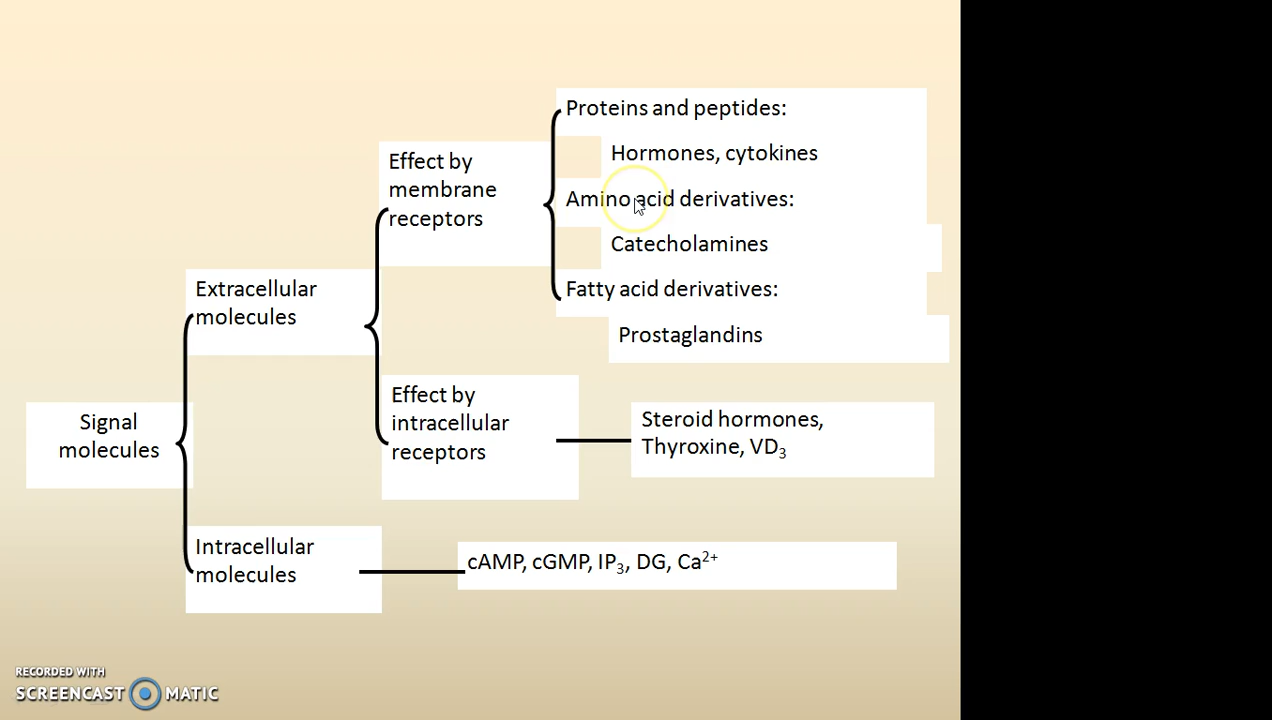 Proteins and peptides:
Hormones, cytokines
Effect by
membrane
receptors
Amino acid derivatives:
Catecholamines
Fatty acid derivatives:
Prostaglandins
Extracellular
molecules
Effect by
intracellular
receptors
Steroid hormones,
Thyroxine, VD₃
Signal
molecules
Intracellular
molecules
cAMP, cGMP, IP₃, DG, Ca²⁺
RECORDED WITH
SCREENCAST MATIC